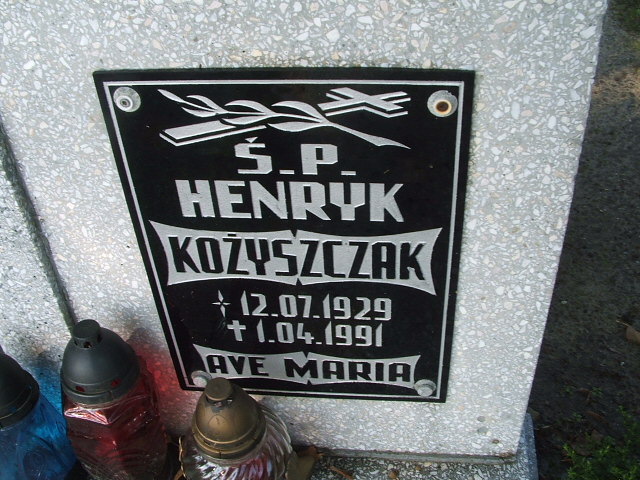 Ś.P.
HENRYK
KOŻYSZCZAK
12.07.1929
1.04.1991
AVE MARIA